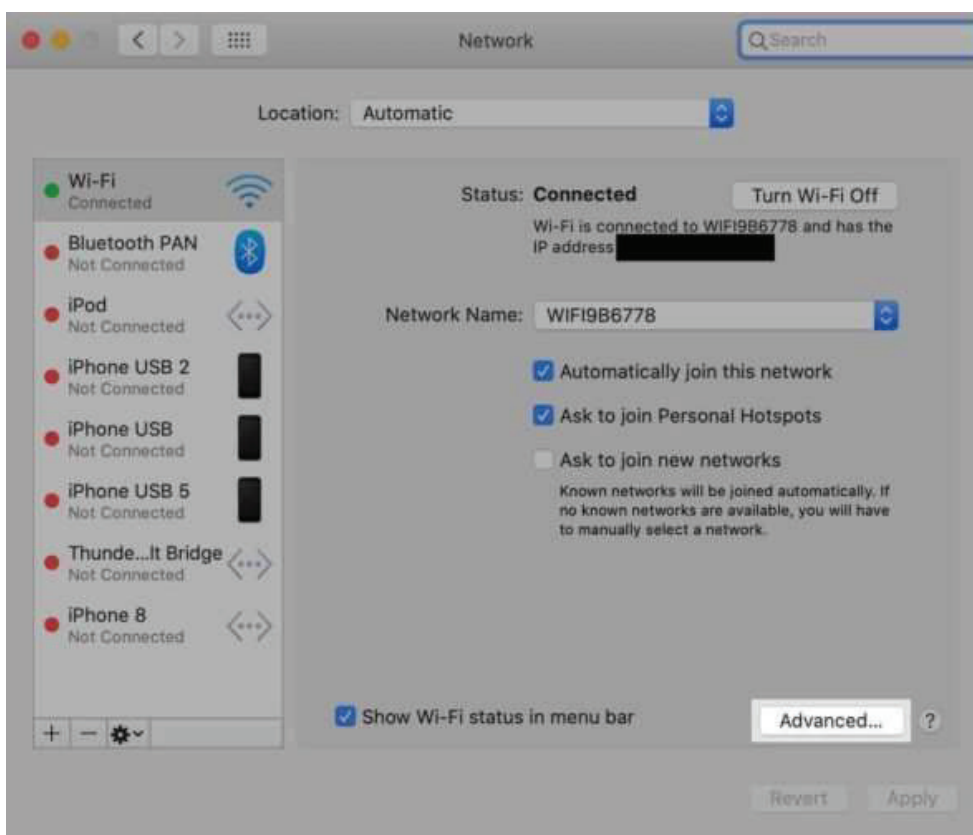 Network
Search
Location: Automatic
Wi-Fi
Connected
Bluetooth PAN
Not Connected
iPod
Not Connected
iPhone USB 2
Not Connected
iPhone USB
Not Connected
iPhone USB 5
Not Connected
Thunde...lt Bridge
Not Connected
iPhone 8
Not Connected
Status: Connected
Turn Wi-Fi Off
Wi-Fi is connected to WIFI9B6778 and has the
IP address
Network Name: WIFI9B6778
Automatically join this network
Ask to join Personal Hotspots
Ask to join new networks
Known networks will be joined automatically. If
no known networks are available, you will have
to manually select a network.
Show Wi-Fi status in menu bar
Advanced...
?
Revert
Apply